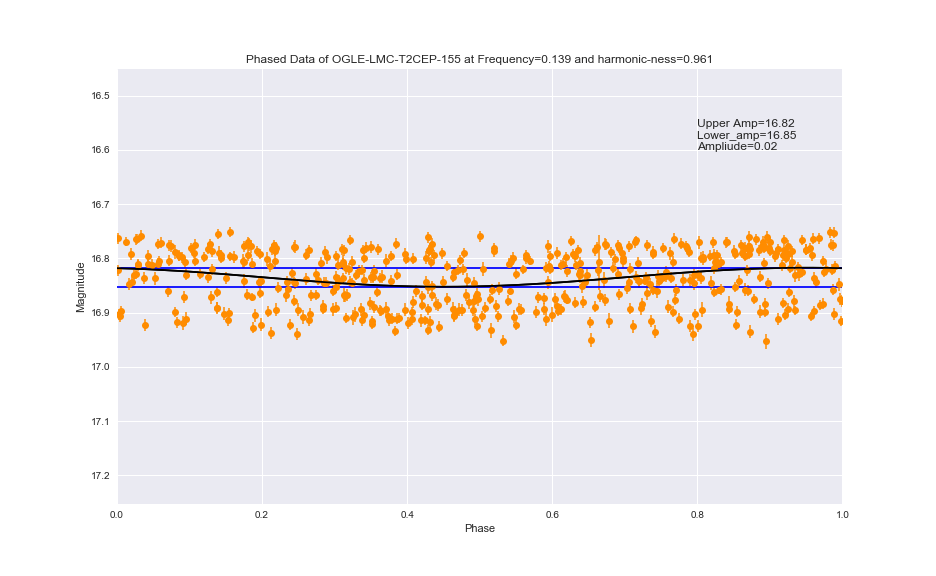 Phased Data of OGLE-LMC-T2CEP-155 at Frequency=0.139 and harmonic-ness=0.961
16.5
Upper Amp=16.82
Lower_amp=16.85
Ampliude=0.02
16.6
16.7
16.8
Magnitude
16.9
17.0
17.1
17.2
0.0 0.2 0.4 0.6 0.8 1.0
Phase